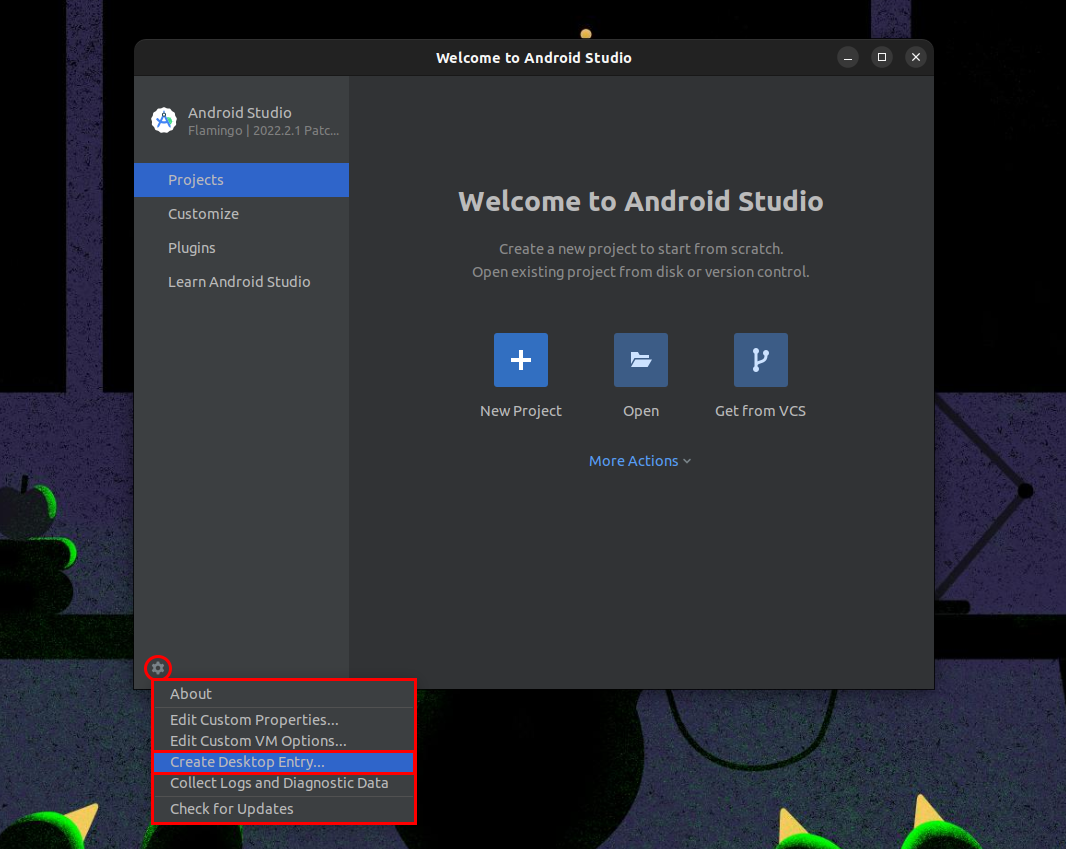 Welcome to Android Studio
Android Studio
Flamingo | 2022.2.1 Patc...
Projects
Customize
Plugins
Learn Android Studio
Welcome to Android Studio
Create a new project to start from scratch.
Open existing project from disk or version control.
New Project
Open
Get from VCS
More Actions
About
Edit Custom Properties...
Edit Custom VM Options...
Create Desktop Entry...
Collect Logs and Diagnostic Data
Check for Updates